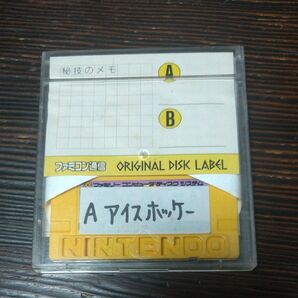 秘技のメモ
A
B
ファミコン通信 ORIGINAL DISK LABEL
ファミリーコンピュータ ディスクシステム
A アイスホッケー
NINTENDO